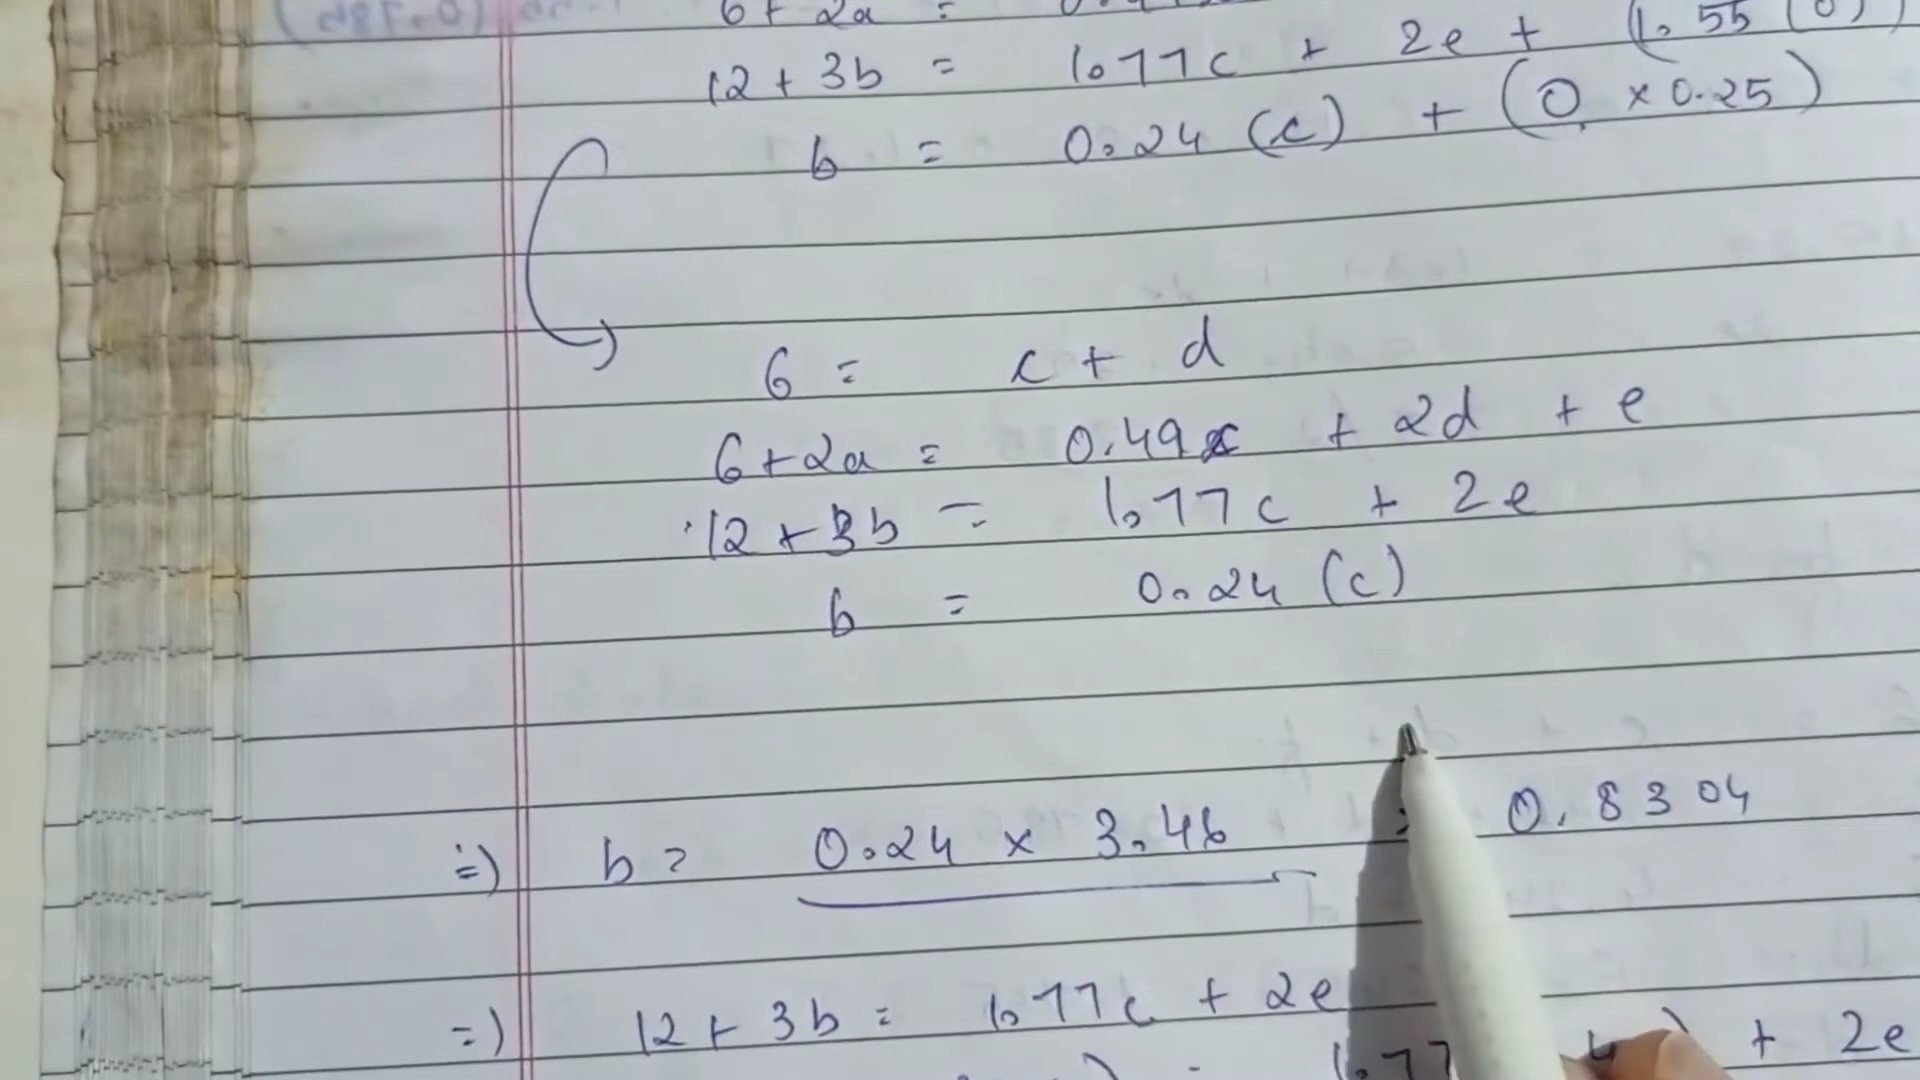 6 + 2a =
12 + 3b = 1.77c + 2e + (1.55(0))
b = 0.24 (c) + (0 × 0.25)
6 = c + d
6 + 2a = 0.49c + 2d + e
12 + 3b = 1.77c + 2e
b = 0.24 (c)
=) b = 0.24 × 3.46 = 0.8304
=) 12 + 3b = 1.77c + 2e
+ 2e